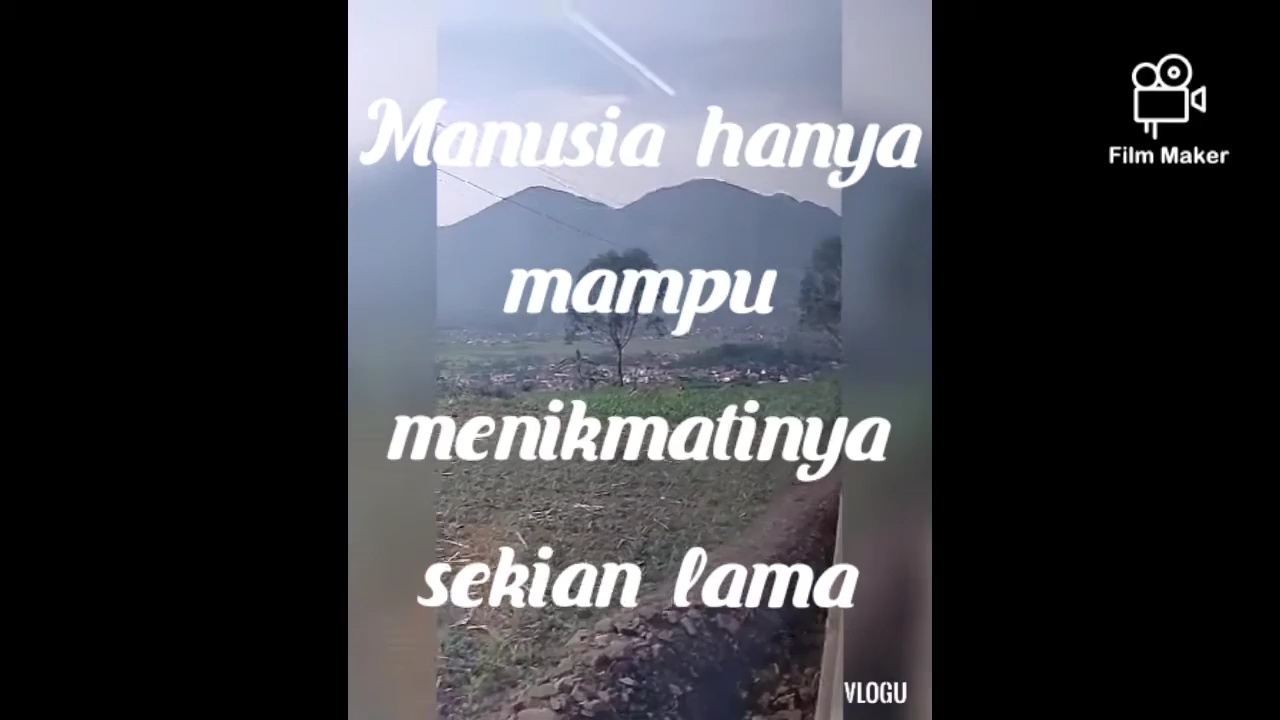 Manusia hanya
mampu
menikmatinya
sekian lama
Film Maker
VLOGU